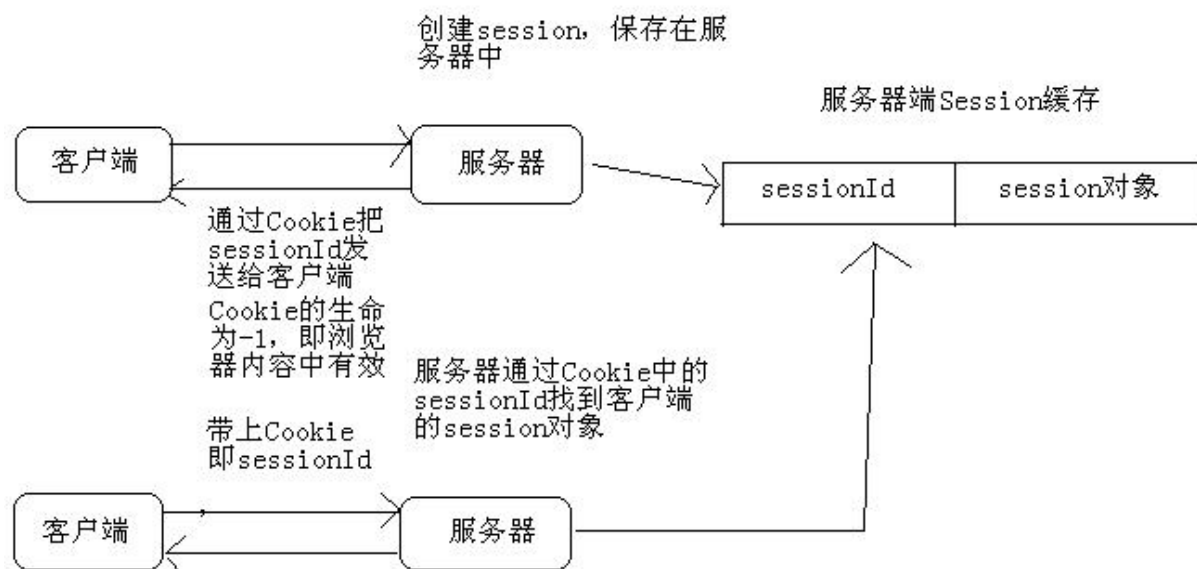 创建session，保存在服
务器中
服务器端Session缓存
客户端
服务器
sessionId
session对象
通过Cookie把
sessionId发
送给客户端
Cookie的生命
为-1，即浏览
器内容中有效
服务器通过Cookie中的
sessionId找到客户端
的session对象
带上Cookie
即sessionId
客户端
服务器